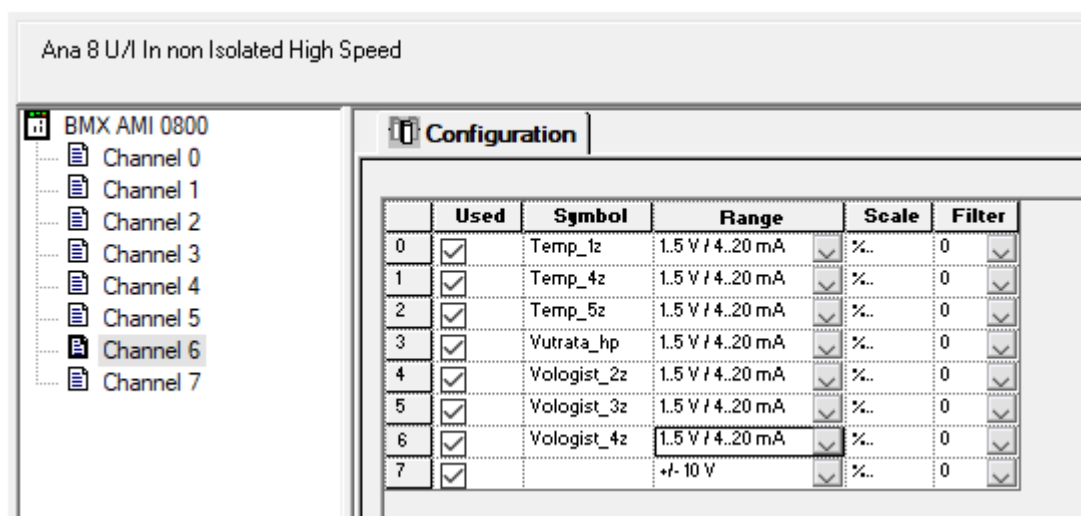 Ana 8 U/I In non Isolated High Speed
BMX AMI 0800
Channel 0
Channel 1
Channel 2
Channel 3
Channel 4
Channel 5
Channel 6
Channel 7
Configuration
Used Symbol Range Scale Filter
0 Temp_1z 1..5 V / 4..20 mA %.. 0
1 Temp_4z 1..5 V / 4..20 mA %.. 0
2 Temp_5z 1..5 V / 4..20 mA %.. 0
3 Vutrata_hp 1..5 V / 4..20 mA %.. 0
4 Vologist_2z 1..5 V / 4..20 mA %.. 0
5 Vologist_3z 1..5 V / 4..20 mA %.. 0
6 Vologist_4z 1..5 V / 4..20 mA %.. 0
7 +/- 10 V %.. 0